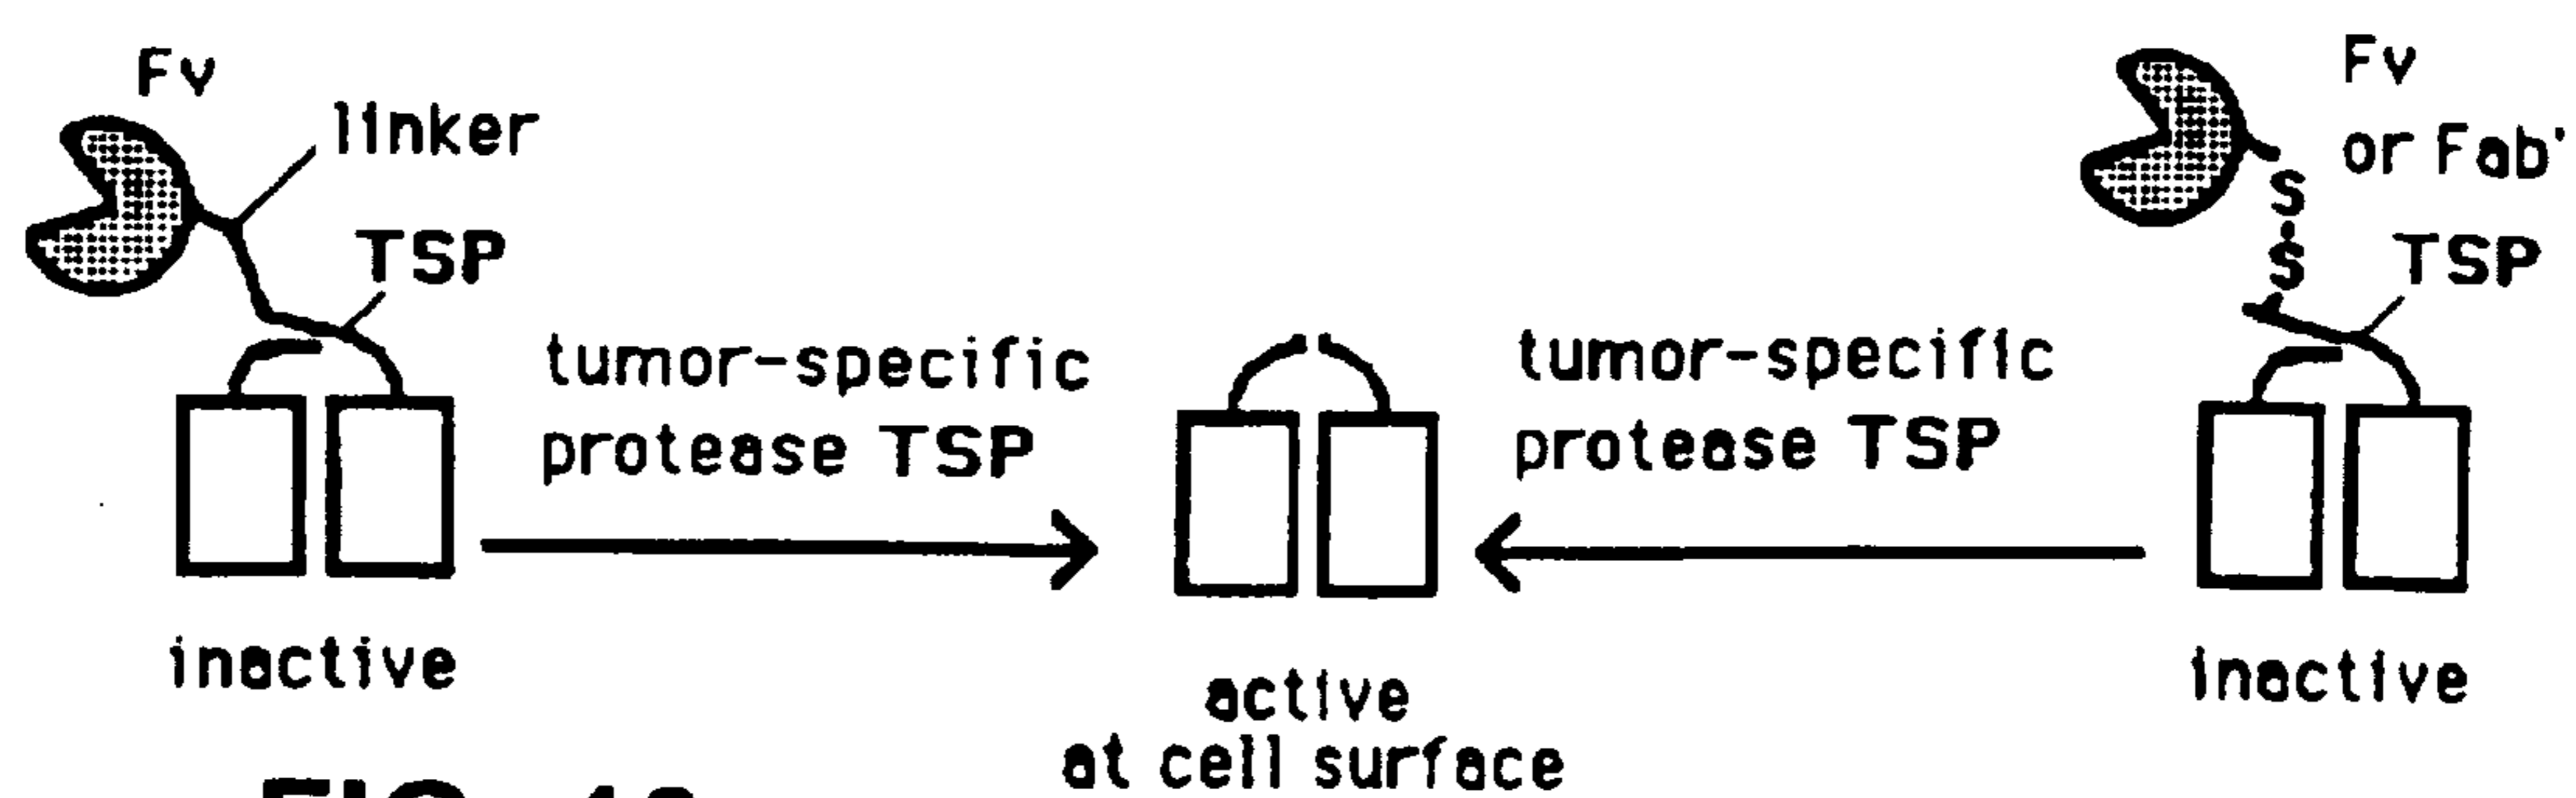 Fv
linker
TSP
inactive
tumor-specific
protease TSP
active
at cell surface
tumor-specific
protease TSP
Fv
or Fab'
S
S
TSP
inactive